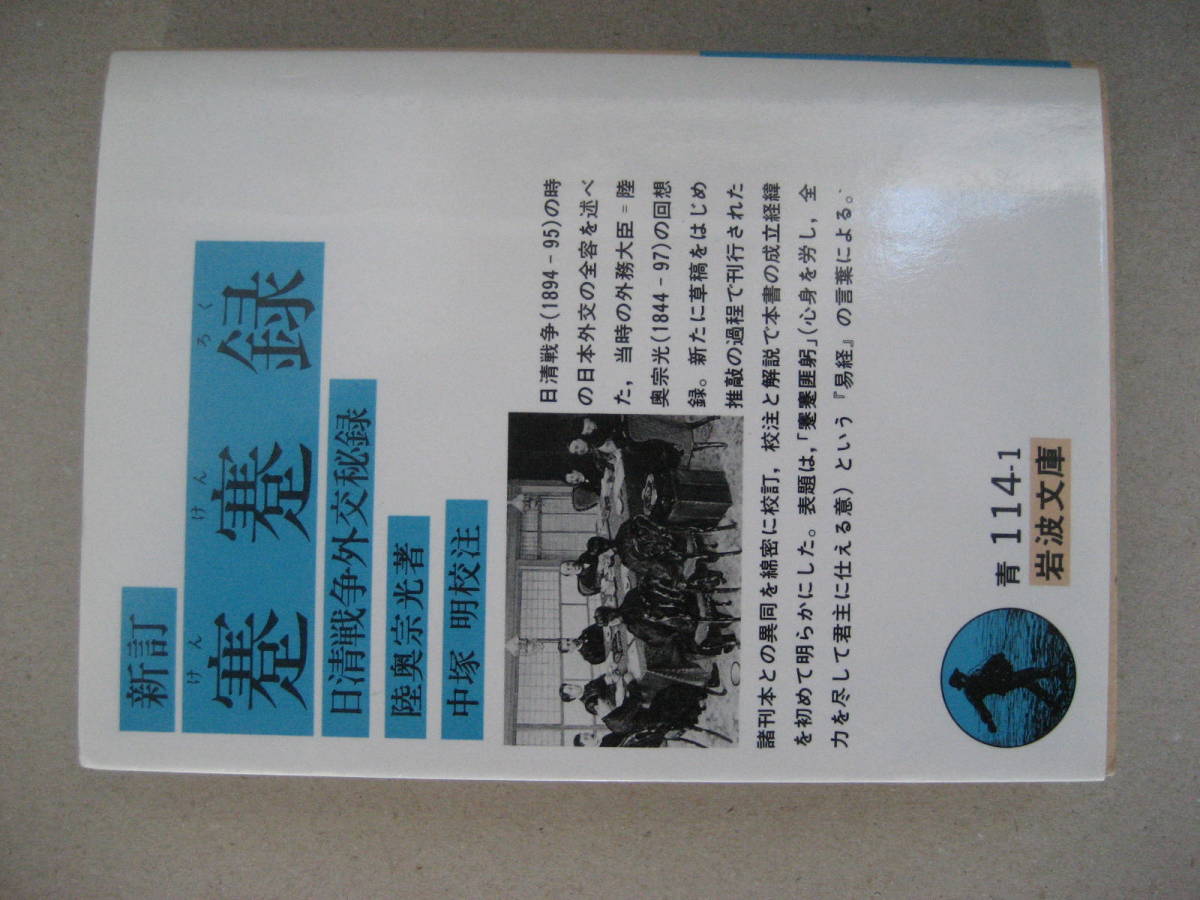 新訂
けんけんろく
蹇蹇録
日清戦争外交秘録
陸奥宗光著
中塚 明校注
日清戦争(1894-95)の時
の日本外交の全容を述べ
た,当時の外務大臣=陸
奥宗光(1844-97)の回想
録。新たに草稿をはじめ
推敲の過程で刊行された
諸刊本との異同を綿密に校訂,校注と解説で本書の成立経緯
を初めて明らかにした。表題は,「蹇蹇匪躬」(心身を労し,全
力を尽して君主に仕える意)という『易経』の言葉による。
青 114-1
岩波文庫